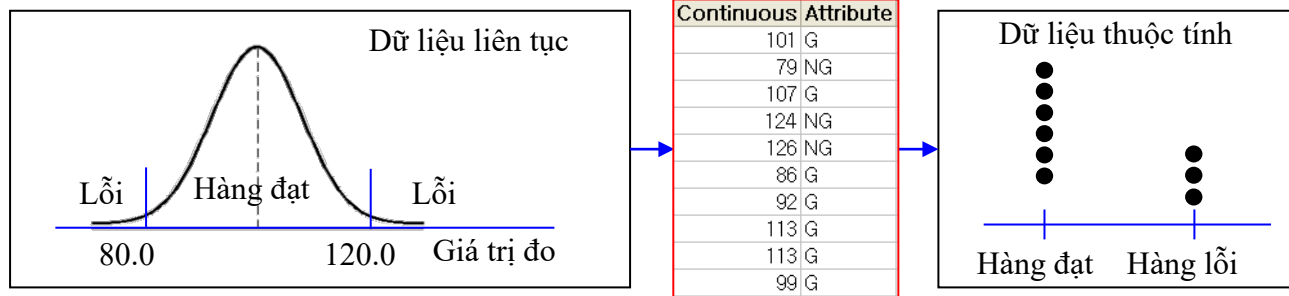 Dữ liệu liên tục
Lỗi
Hàng đạt
Lỗi
80.0
120.0
Giá trị đo
Continuous Attribute
101 G
79 NG
107 G
124 NG
126 NG
86 G
92 G
113 G
113 G
99 G
Dữ liệu thuộc tính
Hàng đạt
Hàng lỗi